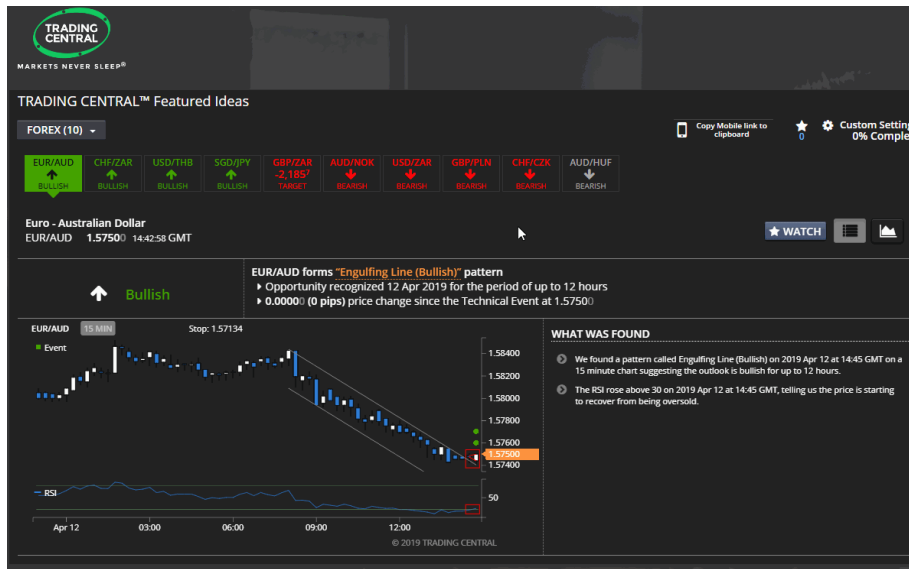 TRADING
CENTRAL
MARKETS NEVER SLEEP®
TRADING CENTRAL™ Featured Ideas
FOREX (10)
Copy Mobile link to
clipboard
0
Custom Setting
0% Comple
EUR/AUD
BULLISH
CHF/ZAR
BULLISH
USD/THB
BULLISH
SGD/JPY
BULLISH
GBP/ZAR
-2,185⁷
TARGET
AUD/NOK
BEARISH
USD/ZAR
BEARISH
GBP/PLN
BEARISH
CHF/CZK
BEARISH
AUD/HUF
BEARISH
Euro - Australian Dollar
EUR/AUD 1.57500 14:42:58 GMT
WATCH
Bullish
EUR/AUD forms "Engulfing Line (Bullish)" pattern
Opportunity recognized 12 Apr 2019 for the period of up to 12 hours
0.00000 (0 pips) price change since the Technical Event at 1.57500
EUR/AUD 15 MIN Stop: 1.57134
Event
1.58400
1.58200
1.58000
1.57800
1.57600
1.57500
1.57400
RSI
50
Apr 12 03:00 06:00 09:00 12:00
© 2019 TRADING CENTRAL
WHAT WAS FOUND
We found a pattern called Engulfing Line (Bullish) on 2019 Apr 12 at 14:45 GMT on a
15 minute chart suggesting the outlook is bullish for up to 12 hours.
The RSI rose above 30 on 2019 Apr 12 at 14:45 GMT, telling us the price is starting
to recover from being oversold.